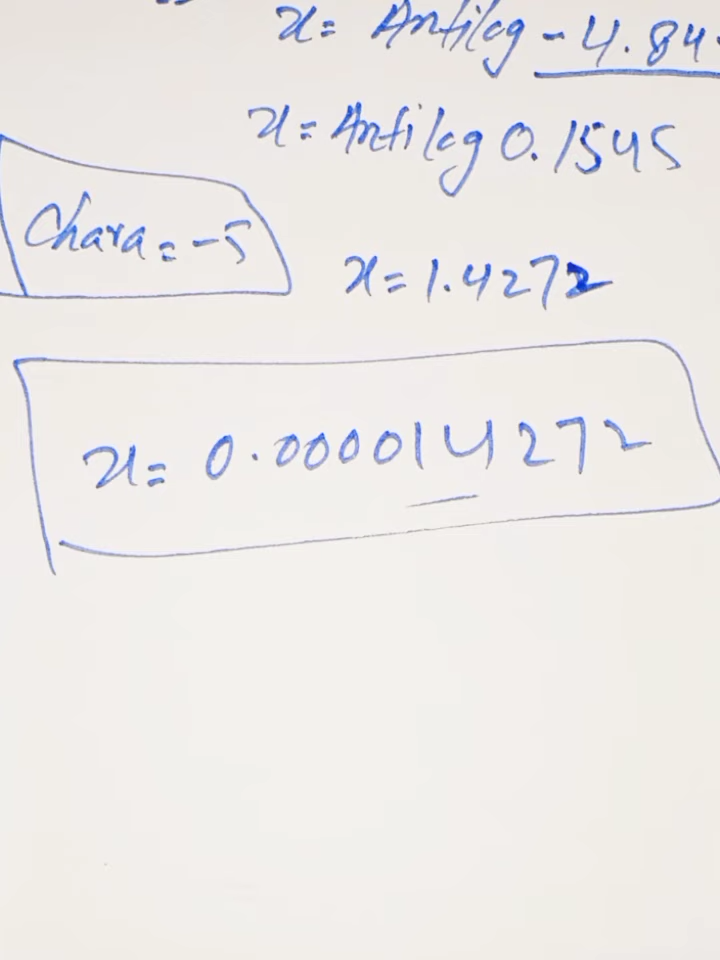 x = Antilog -4.84
x = Antilog 0.1545
Chara = -5
x = 1.4272
x = 0.000014272